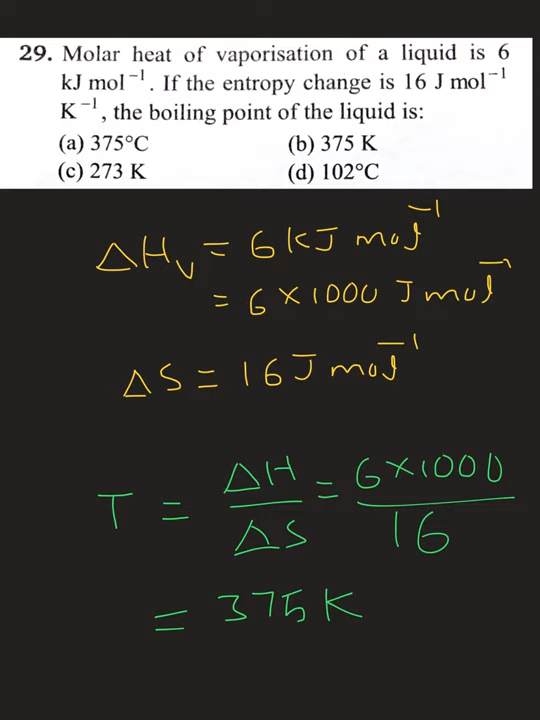 29. Molar heat of vaporisation of a liquid is 6
kJ mol⁻¹. If the entropy change is 16 J mol⁻¹
K⁻¹, the boiling point of the liquid is:
(a) 375°C (b) 375 K
(c) 273 K (d) 102°C
ΔHᵥ = 6 KJ mol⁻¹
= 6 × 1000 J mol⁻¹
ΔS = 16 J mol⁻¹
T = ΔH/ΔS = 6×1000/16
= 375 K